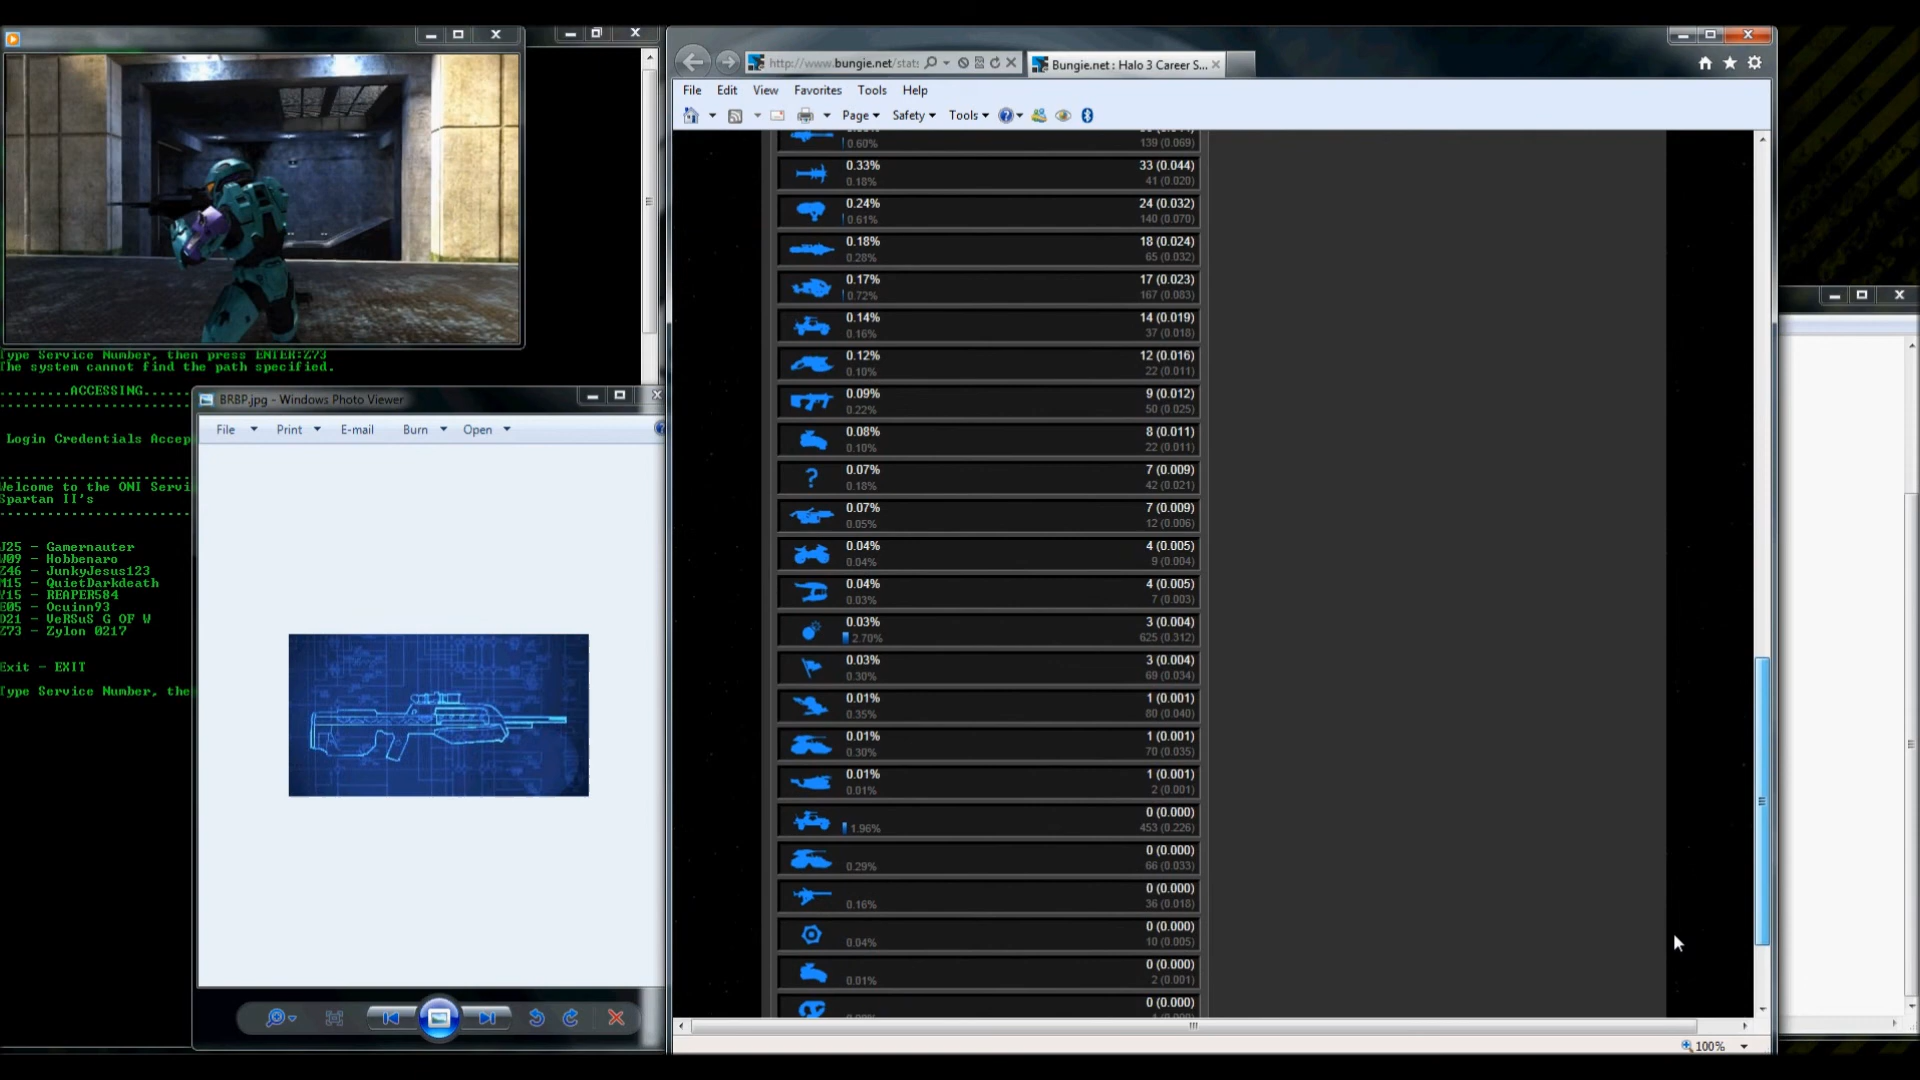 http://www.bungie.net/stat:
Bungie.net : Halo 3 Career S...
File Edit View Favorites Tools Help
Page Safety Tools
0.60% 139 (0.069)
0.33% 33 (0.044)
0.18% 41 (0.020)
0.24% 24 (0.032)
0.61% 140 (0.070)
0.18% 18 (0.024)
0.28% 65 (0.032)
0.17% 17 (0.023)
0.72% 167 (0.083)
0.14% 14 (0.019)
0.16% 37 (0.018)
0.12% 12 (0.016)
0.10% 22 (0.011)
0.09% 9 (0.012)
0.22% 50 (0.025)
0.08% 8 (0.011)
0.10% 22 (0.011)
?
0.07% 7 (0.009)
0.18% 42 (0.021)
0.07% 7 (0.009)
0.05% 12 (0.006)
0.04% 4 (0.005)
0.04% 9 (0.004)
0.04% 4 (0.005)
0.03% 7 (0.003)
0.03% 3 (0.004)
2.70% 625 (0.312)
0.03% 3 (0.004)
0.30% 69 (0.034)
0.01% 1 (0.001)
0.35% 80 (0.040)
0.01% 1 (0.001)
0.30% 70 (0.035)
0.01% 1 (0.001)
0.01% 2 (0.001)
0 (0.000)
1.96% 453 (0.226)
0 (0.000)
0.29% 66 (0.033)
0 (0.000)
0.16% 36 (0.018)
0 (0.000)
0.04% 10 (0.005)
0 (0.000)
0.01% 2 (0.001)
0 (0.000)
100%
Type Service Number, then press ENTER:Z73
The system cannot find the path specified.
.........ACCESSING......
Login Credentials Accep
Welcome to the ONI Servi
Spartan II's
J25 - Gamernauter
W09 - Hobbenaro
Z46 - JunkyJesus123
M15 - QuietDarkdeath
Y15 - REAPER584
E05 - Ocuinn93
D21 - VeRSuS G OF W
Z73 - Zylon 0217
Exit - EXIT
Type Service Number, the
BRBP.jpg - Windows Photo Viewer
File Print E-mail Burn Open